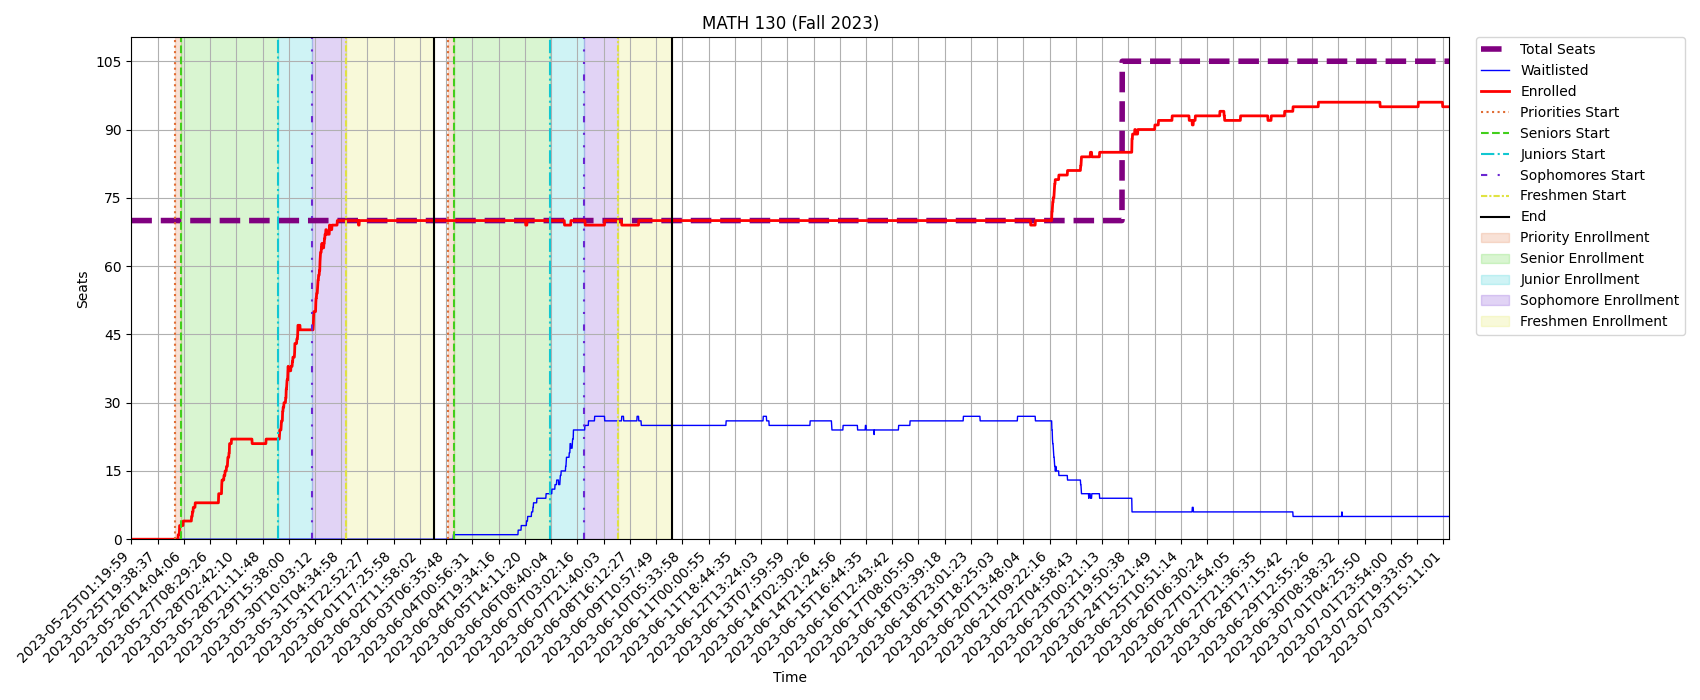 MATH 130 (Fall 2023)
Seats
105
90
75
60
45
30
15
0
2023-05-25T01:19:59
2023-05-25T19:38:37
2023-05-26T14:04:06
2023-05-27T08:29:26
2023-05-28T02:42:10
2023-05-28T21:11:48
2023-05-29T15:38:00
2023-05-30T10:03:12
2023-05-31T04:34:58
2023-05-31T22:52:27
2023-06-01T17:25:58
2023-06-02T11:58:02
2023-06-03T06:35:48
2023-06-04T00:56:31
2023-06-04T19:34:16
2023-06-05T14:11:20
2023-06-06T08:40:04
2023-06-07T03:02:16
2023-06-07T21:40:03
2023-06-08T16:12:27
2023-06-09T10:57:49
2023-06-10T05:33:58
2023-06-11T00:00:55
2023-06-11T18:44:35
2023-06-12T13:24:03
2023-06-13T07:59:59
2023-06-14T02:30:26
2023-06-14T21:24:56
2023-06-15T16:44:35
2023-06-16T12:43:42
2023-06-17T08:05:50
2023-06-18T03:39:18
2023-06-18T23:01:23
2023-06-19T18:25:03
2023-06-20T13:48:04
2023-06-21T09:22:16
2023-06-22T04:58:43
2023-06-23T00:21:13
2023-06-23T19:50:38
2023-06-24T15:21:49
2023-06-25T10:51:14
2023-06-26T06:30:24
2023-06-27T01:54:05
2023-06-27T21:36:35
2023-06-28T17:15:42
2023-06-29T12:55:26
2023-06-30T08:38:32
2023-07-01T04:25:50
2023-07-01T23:54:00
2023-07-02T19:33:05
2023-07-03T15:11:01
Time
Total Seats
Waitlisted
Enrolled
Priorities Start
Seniors Start
Juniors Start
Sophomores Start
Freshmen Start
End
Priority Enrollment
Senior Enrollment
Junior Enrollment
Sophomore Enrollment
Freshmen Enrollment